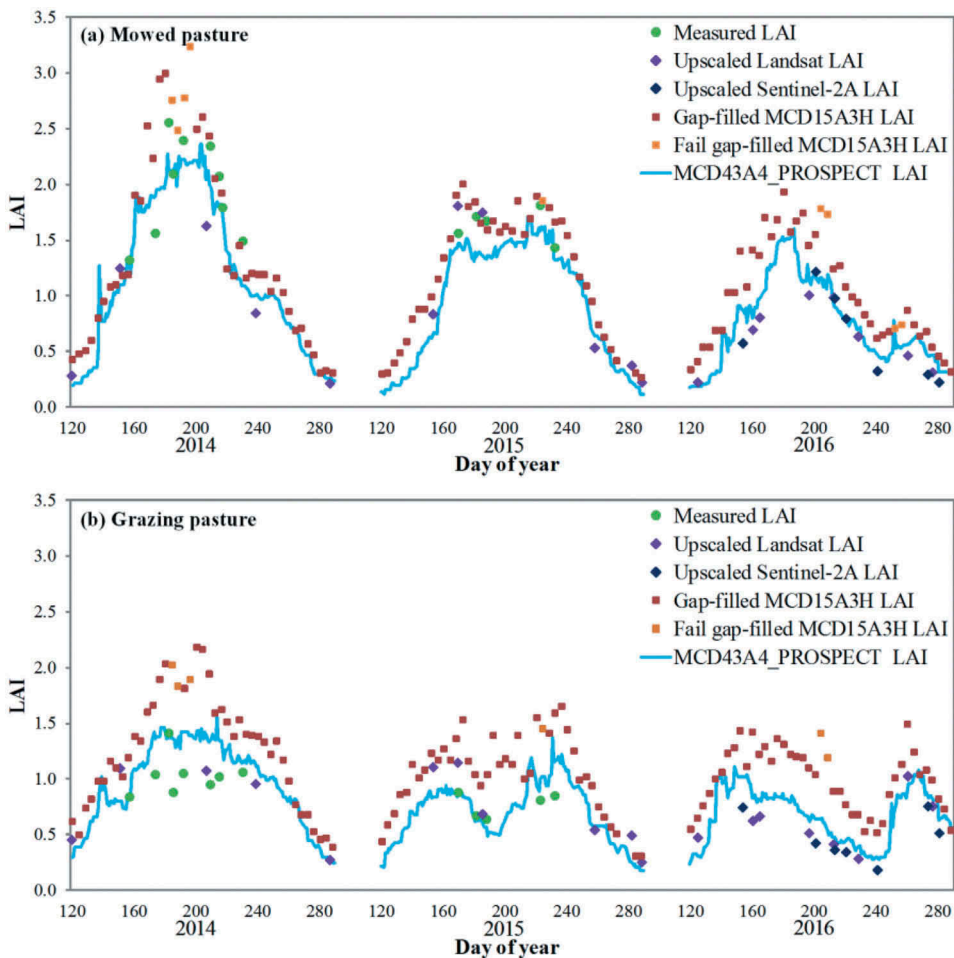 (a) Mowed pasture
Measured LAI
Upscaled Landsat LAI
Upscaled Sentinel-2A LAI
Gap-filled MCD15A3H LAI
Fail gap-filled MCD15A3H LAI
MCD43A4_PROSPECT LAI
3.5
3.0
2.5
2.0
1.5
1.0
0.5
0.0
LAI
120 160 200 240 280 120 160 200 240 280 120 160 200 240 280
2014 2015 2016
Day of year
(b) Grazing pasture
Measured LAI
Upscaled Landsat LAI
Upscaled Sentinel-2A LAI
Gap-filled MCD15A3H LAI
Fail gap-filled MCD15A3H LAI
MCD43A4_PROSPECT LAI
3.5
3.0
2.5
2.0
1.5
1.0
0.5
0.0
LAI
120 160 200 240 280 120 160 200 240 280 120 160 200 240 280
2014 2015 2016
Day of year